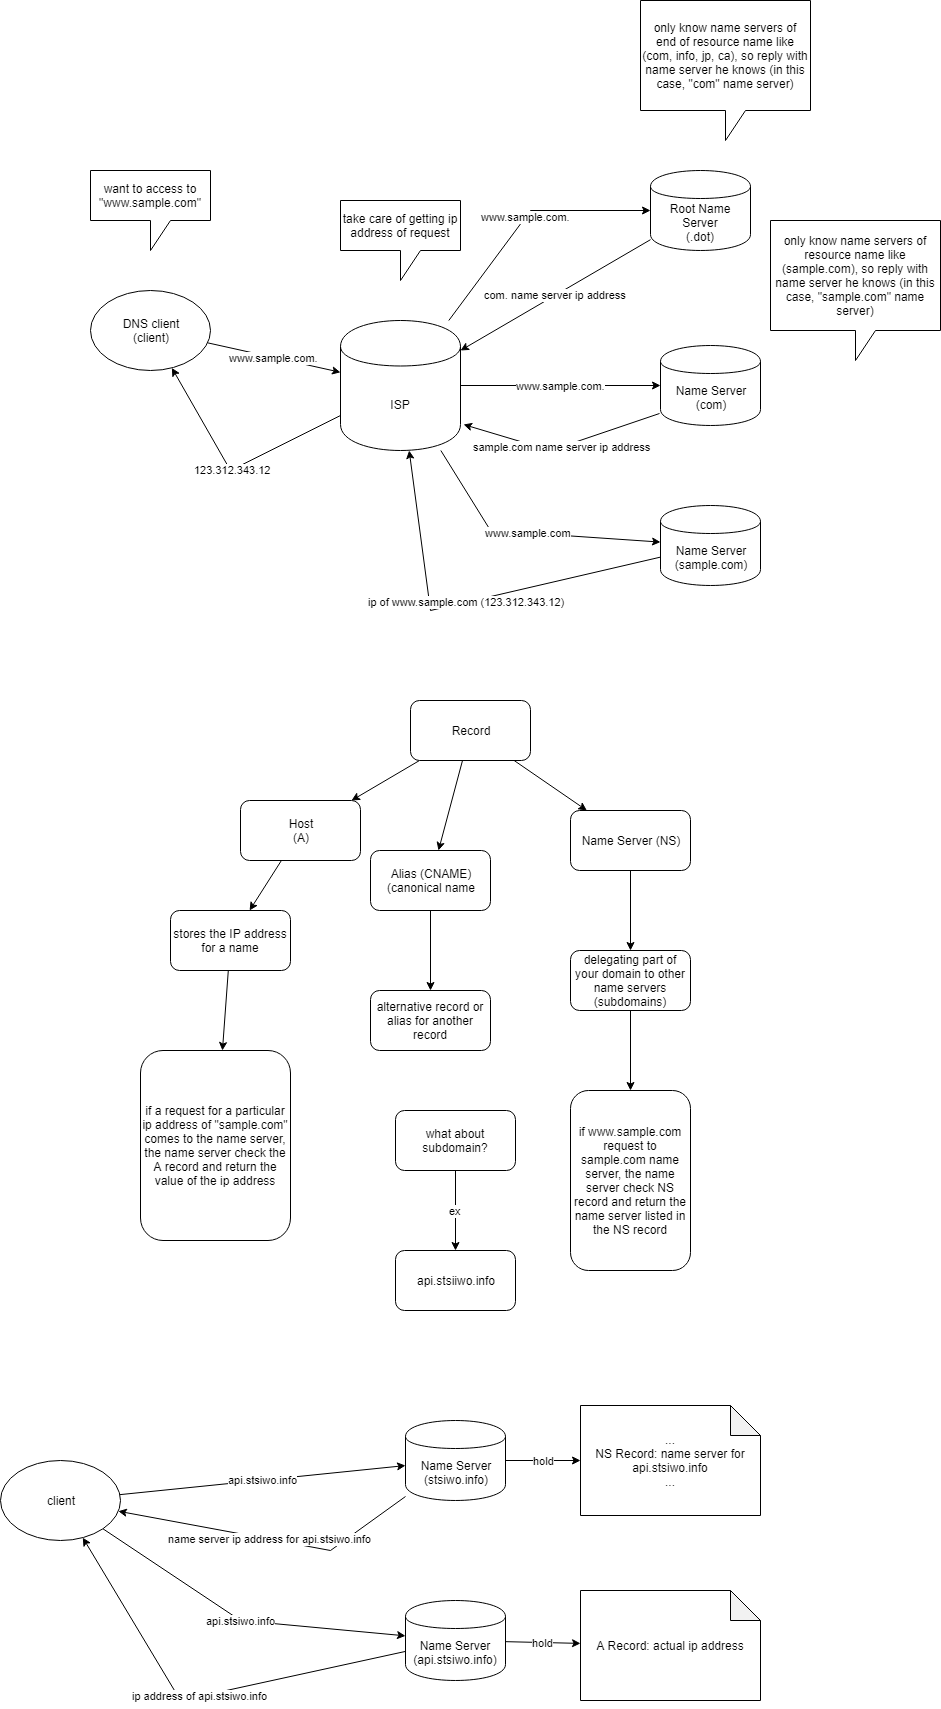 only know name servers of
end of resource name like
(com, info, jp, ca), so reply with
name server he knows (in this
case, "com" name server)
want to access to
"www.sample.com"
take care of getting ip
address of request
www.sample.com.
Root Name
Server
(.dot)
only know name servers of
resource name like
(sample.com), so reply with
name server he knows (in this
case, "sample.com" name
server)
com. name server ip address
DNS client
(client)
www.sample.com.
ISP
www.sample.com.
Name Server
(com)
sample.com name server ip address
123.312.343.12
www.sample.com
Name Server
(sample.com)
ip of www.sample.com (123.312.343.12)
Record
Host
(A)
Alias (CNAME)
(canonical name
Name Server (NS)
stores the IP address
for a name
delegating part of
your domain to other
name servers
(subdomains)
alternative record or
alias for another
record
if a request for a particular
ip address of "sample.com"
comes to the name server,
the name server check the
A record and return the
value of the ip address
what about
subdomain?
ex
api.stsiiwo.info
if www.sample.com
request to
sample.com name
server, the name
server check NS
record and return the
name server listed in
the NS record
client
api.stsiwo.info
Name Server
(stsiwo.info)
hold
...
NS Record: name server for
api.stsiwo.info
...
name server ip address for api.stsiwo.info
api.stsiwo.info
Name Server
(api.stsiwo.info)
hold
A Record: actual ip address
ip address of api.stsiwo.info